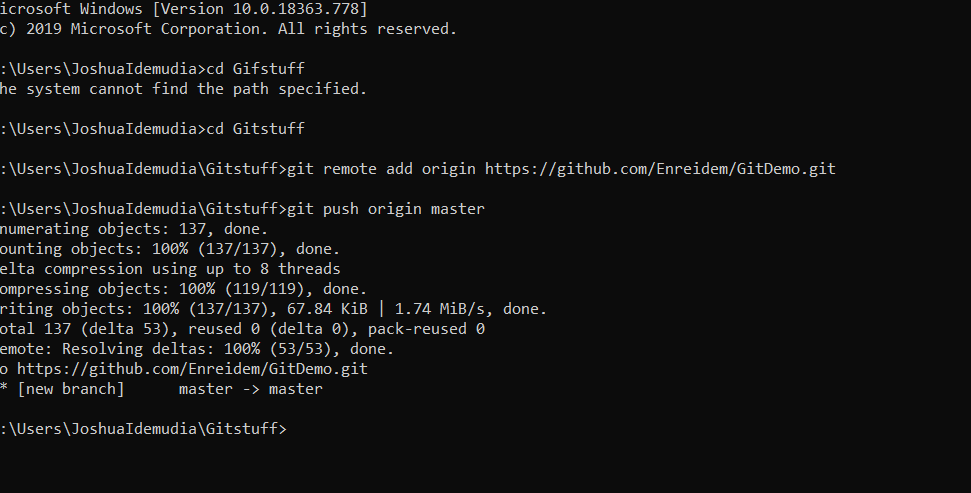 icrosoft Windows [Version 10.0.18363.778]
c) 2019 Microsoft Corporation. All rights reserved.
:\Users\JoshuaIdemudia>cd Gifstuff
he system cannot find the path specified.
:\Users\JoshuaIdemudia>cd Gitstuff
:\Users\JoshuaIdemudia\Gitstuff>git remote add origin https://github.com/Enreidem/GitDemo.git
:\Users\JoshuaIdemudia\Gitstuff>git push origin master
numerating objects: 137, done.
ounting objects: 100% (137/137), done.
elta compression using up to 8 threads
ompressing objects: 100% (119/119), done.
riting objects: 100% (137/137), 67.84 KiB | 1.74 MiB/s, done.
otal 137 (delta 53), reused 0 (delta 0), pack-reused 0
emote: Resolving deltas: 100% (53/53), done.
o https://github.com/Enreidem/GitDemo.git
* [new branch]      master -> master
:\Users\JoshuaIdemudia\Gitstuff>